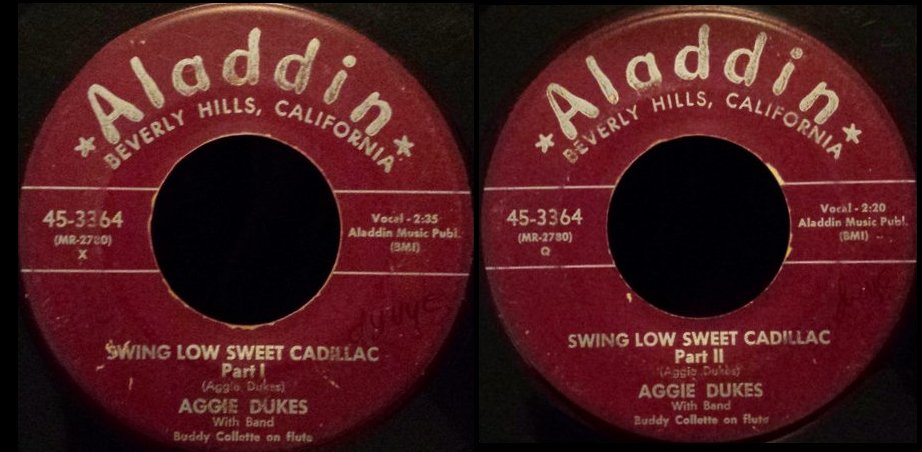 Aladdin
BEVERLY HILLS, CALIFORNIA
45-3364
(MR-2780)
X
Vocal - 2:35
Aladdin Music Publ.
(BMI)
SWING LOW SWEET CADILLAC
Part I
(Aggie Dukes)
AGGIE DUKES
With Band
Buddy Collette on flute
Aladdin
BEVERLY HILLS, CALIFORNIA
45-3364
(MR-2780)
Q
Vocal - 2:20
Aladdin Music Publ.
(BMI)
SWING LOW SWEET CADILLAC
Part II
(Aggie Dukes)
AGGIE DUKES
With Band
Buddy Collette on flute